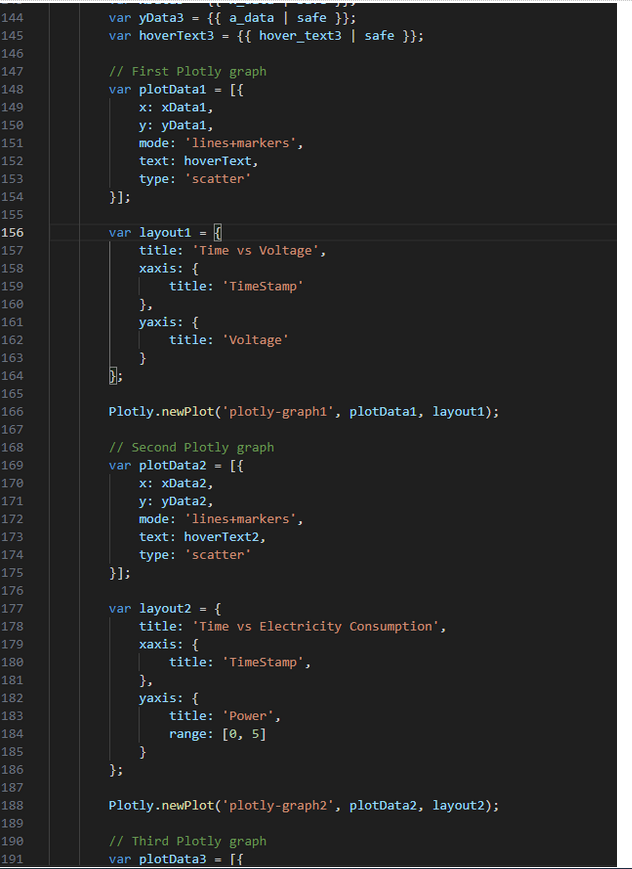 144 var yData3 = {{ a_data | safe }};
145 var hoverText3 = {{ hover_text3 | safe }};
146
147 // First Plotly graph
148 var plotData1 = [{
149 x: xData1,
150 y: yData1,
151 mode: 'lines+markers',
152 text: hoverText,
153 type: 'scatter'
154 }];
155
156 var layout1 = {
157 title: 'Time vs Voltage',
158 xaxis: {
159 title: 'TimeStamp'
160 },
161 yaxis: {
162 title: 'Voltage'
163 }
164 };
165
166 Plotly.newPlot('plotly-graph1', plotData1, layout1);
167
168 // Second Plotly graph
169 var plotData2 = [{
170 x: xData2,
171 y: yData2,
172 mode: 'lines+markers',
173 text: hoverText2,
174 type: 'scatter'
175 }];
176
177 var layout2 = {
178 title: 'Time vs Electricity Consumption',
179 xaxis: {
180 title: 'TimeStamp',
181 },
182 yaxis: {
183 title: 'Power',
184 range: [0, 5]
185 }
186 };
187
188 Plotly.newPlot('plotly-graph2', plotData2, layout2);
189
190 // Third Plotly graph
191 var plotData3 = [{